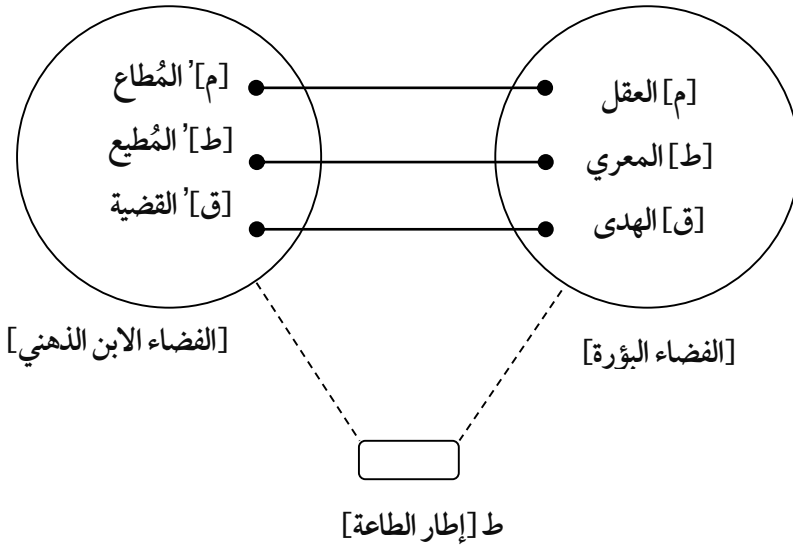 [م] العقل
[ط] المعري
[ق] الهدى
[الفضاء البؤرة]
[م]' المُطاع
[ط]' المُطيع
[ق]' القضية
[الفضاء الابن الذهني]
ط [إطار الطاعة]